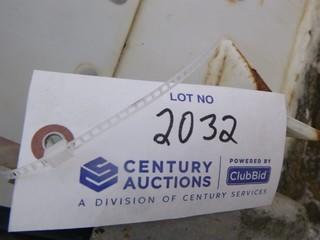 LOT NO
2032
CENTURY AUCTIONS
POWERED BY
ClubBid
A DIVISION OF CENTURY SERVICES